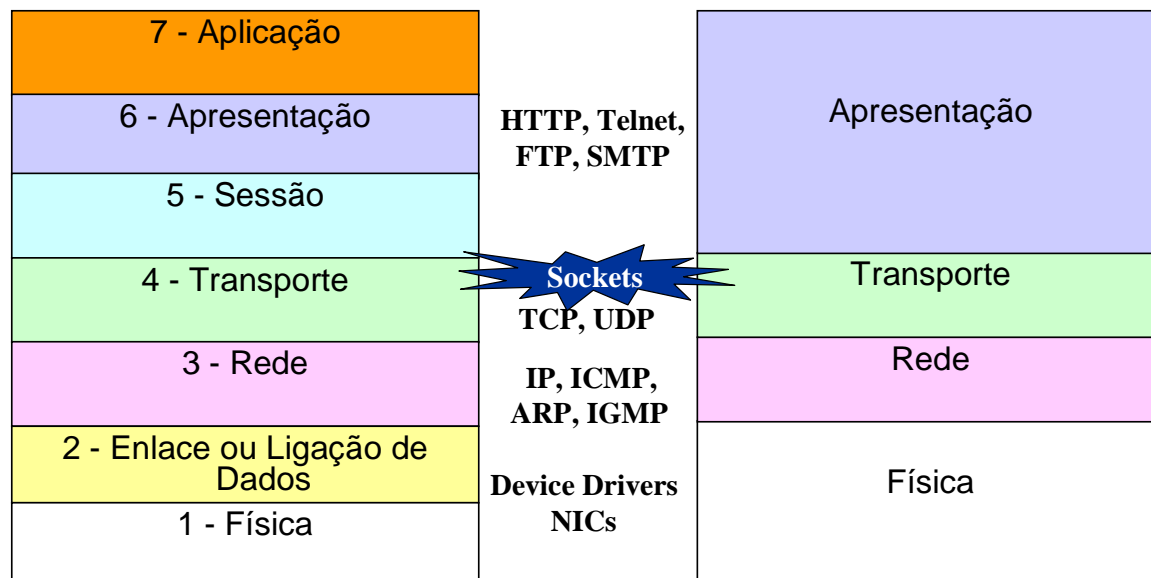 7 - Aplicação
6 - Apresentação
5 - Sessão
4 - Transporte
3 - Rede
2 - Enlace ou Ligação de
Dados
1 - Física
HTTP, Telnet,
FTP, SMTP
Sockets
TCP, UDP
IP, ICMP,
ARP, IGMP
Device Drivers
NICs
Apresentação
Transporte
Rede
Física